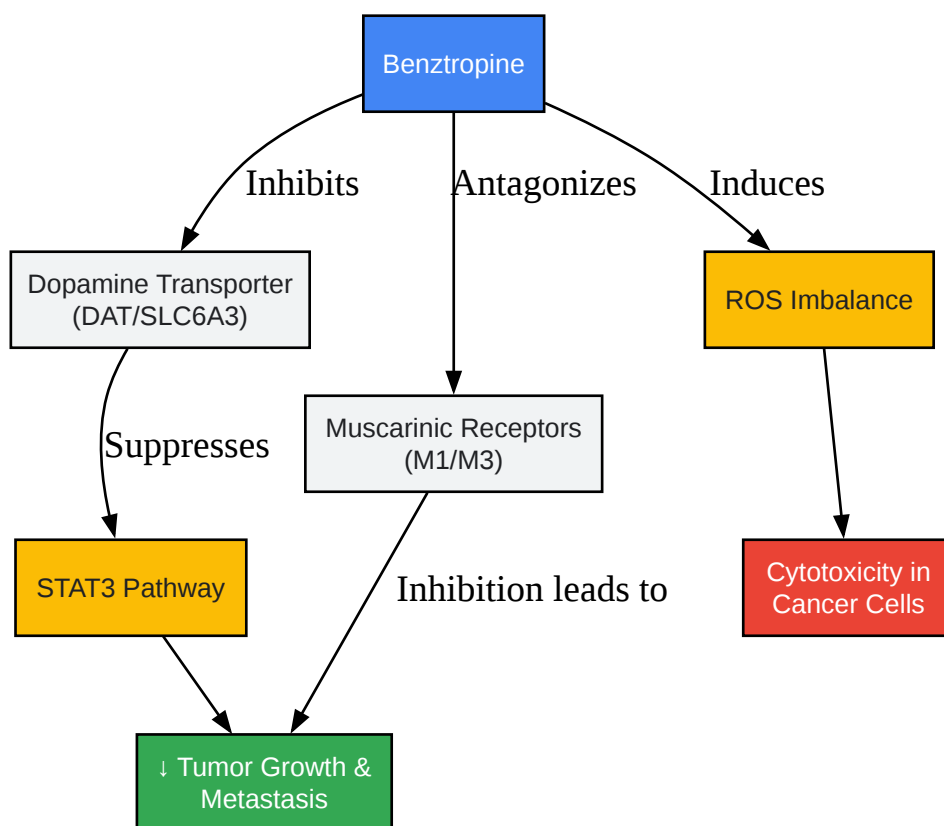 Benztropine
Inhibits
Antagonizes
Induces
Dopamine Transporter
(DAT/SLC6A3)
ROS Imbalance
Muscarinic Receptors
(M1/M3)
Suppresses
STAT3 Pathway
Inhibition leads to
Cytotoxicity in
Cancer Cells
↓ Tumor Growth &
Metastasis